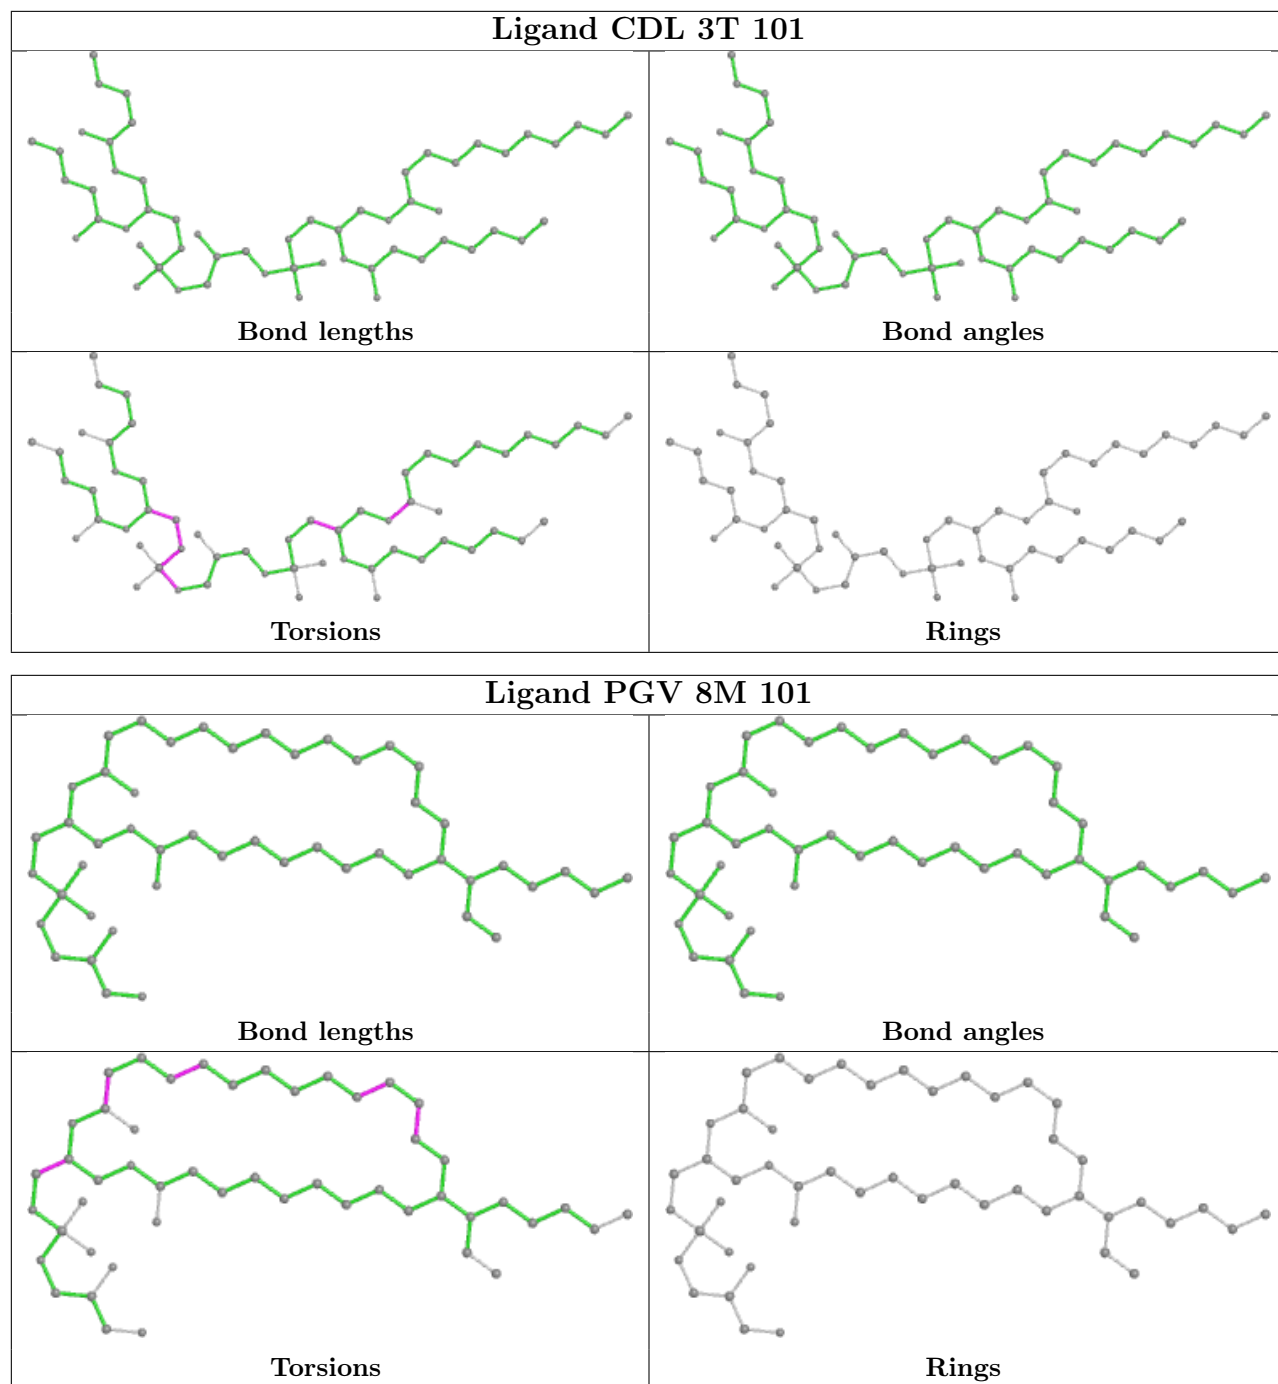 Ligand CDL 3T 101
Bond lengths
Bond angles
Torsions
Rings
Ligand PGV 8M 101
Bond lengths
Bond angles
Torsions
Rings